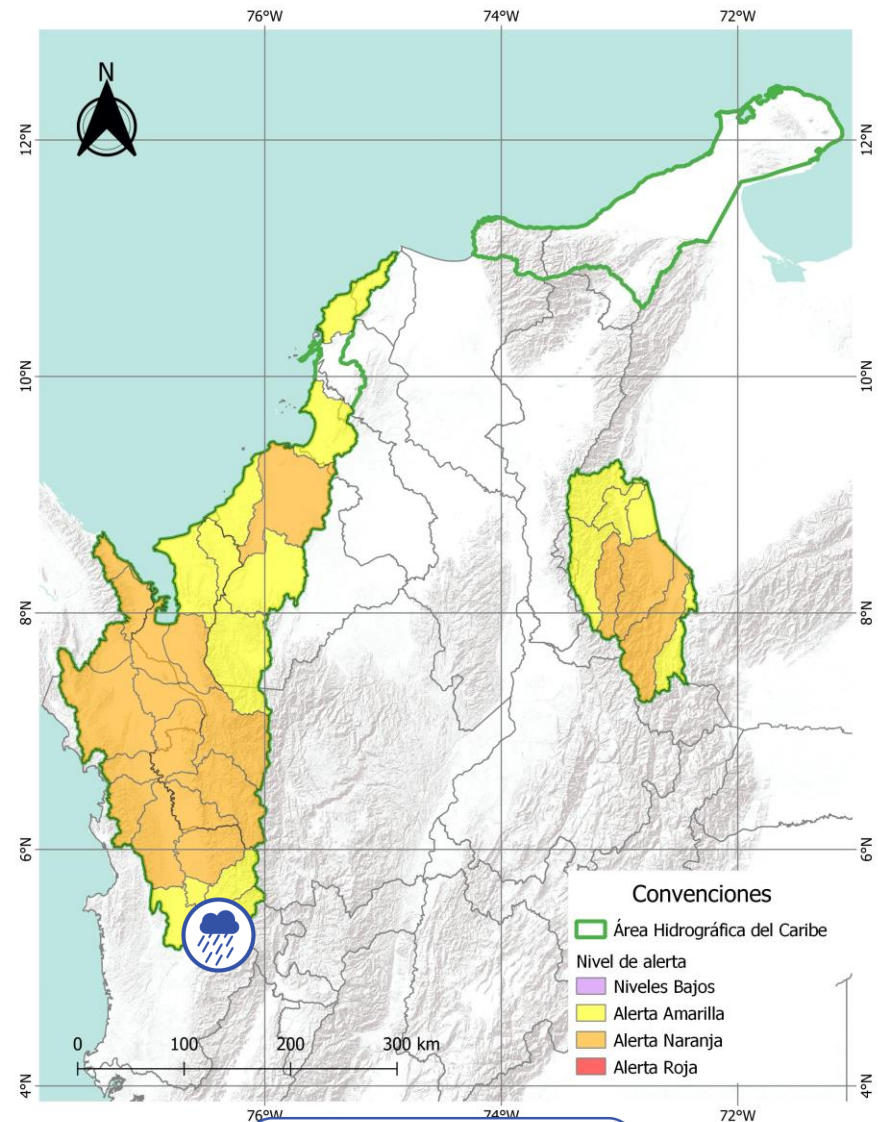 76°W 74°W 72°W
N
12°N 12°N
10°N 10°N
8°N 8°N
6°N 6°N
Convenciones
Área Hidrográfica del Caribe
Nivel de alerta
Niveles Bajos
Alerta Amarilla
Alerta Naranja
Alerta Roja
0 100 200 300 km
4°N 4°N
76°W 74°W 72°W